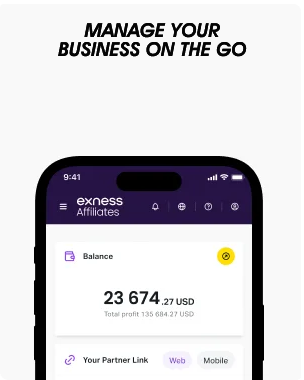 MANAGE YOUR
BUSINESS ON THE GO
9:41
exness
Affiliates
Balance
23 674.27 USD
Total profit 135 684.27 USD
Your Partner Link
Web
Mobile